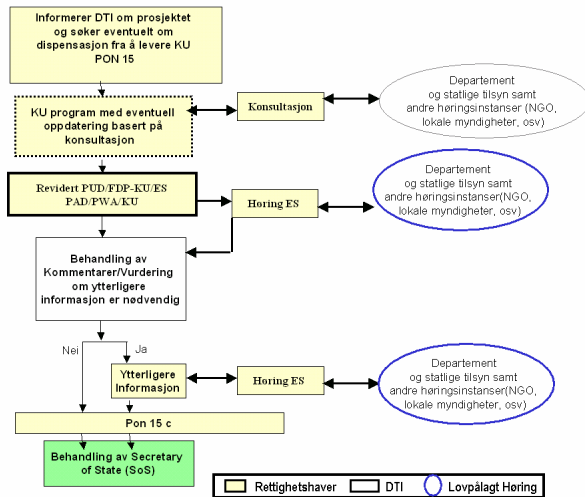 Informerer DTI om prosjektet
og søker eventuelt om
dispensasjon fra å levere KU
PON 15
KU program med eventuell
oppdatering basert på
konsultasjon
Konsultasjon
Departement
og statlige tilsyn samt
andre høringsinstanser (NGO,
lokale myndigheter, osv)
Revidert PUD/FDP-KU/ES
PAD/PWA/KU
Høring ES
Departement
og statlige tilsyn samt
andre høringsinstanser(NGO,
lokale myndigheter, osv)
Behandling av
Kommentarer/Vurdering
om ytterligere
informasjon er nødvendig
Nei
Ja
Ytterligere
Informasjon
Høring ES
Departement
og statlige tilsyn samt
andre høringsinstanser(NGO,
lokale myndigheter, osv)
Pon 15 c
Behandling av Secretary
of State (SoS)
Rettighetshaver
DTI
Lovpålagt Høring